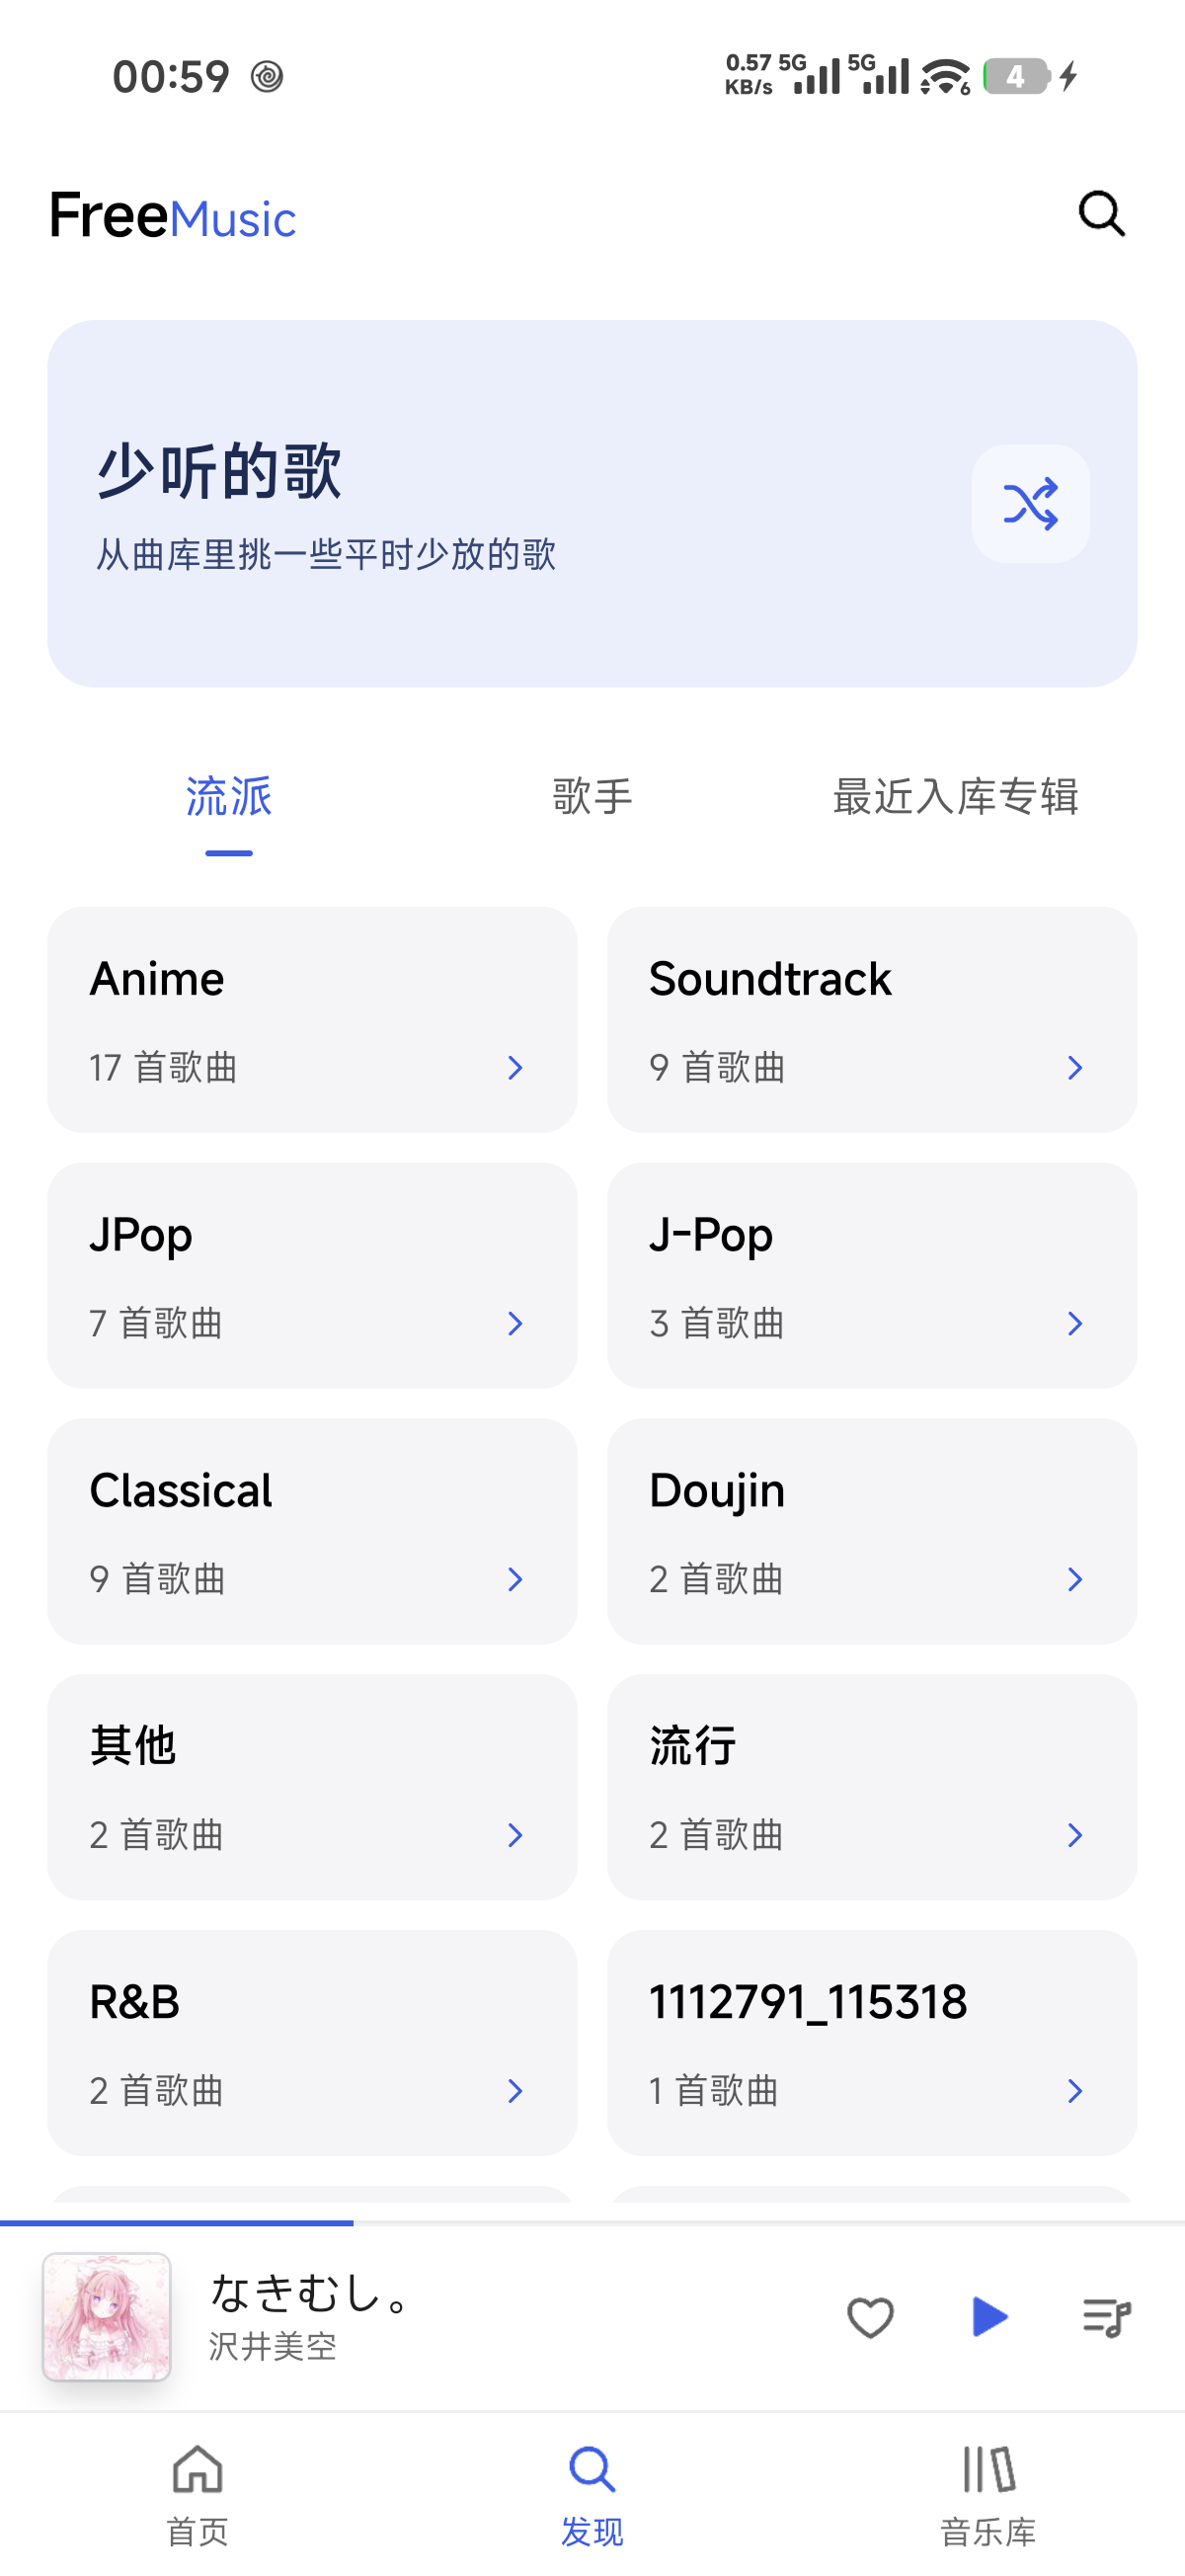 00:59
0.57 KB/s 5G 5G 6 4
FreeMusic
少听的歌
从曲库里挑一些平时少放的歌
流派 歌手 最近入库专辑
Anime
17 首歌曲
Soundtrack
9 首歌曲
JPop
7 首歌曲
J-Pop
3 首歌曲
Classical
9 首歌曲
Doujin
2 首歌曲
其他
2 首歌曲
流行
2 首歌曲
R&B
2 首歌曲
1112791_115318
1 首歌曲
なきむし。
沢井美空
首页 发现 音乐库